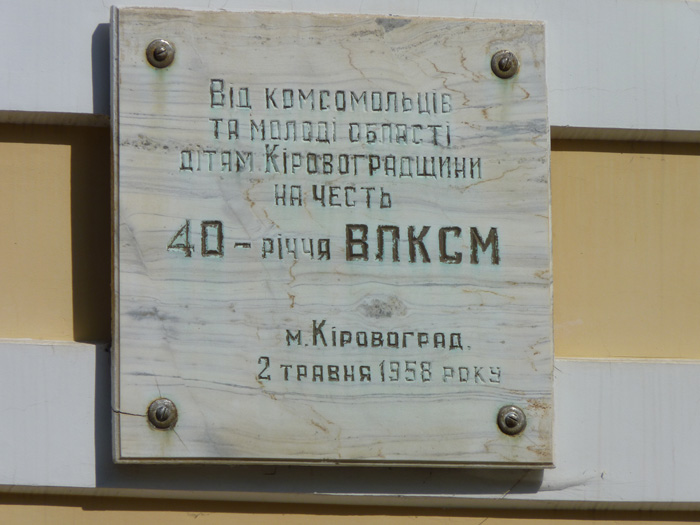 Від комсомольців
та молоді області
дітям Кіровоградщини
на честь
40 - річчя ВЛКСМ
м. Кіровоград.
2 травня 1958 року